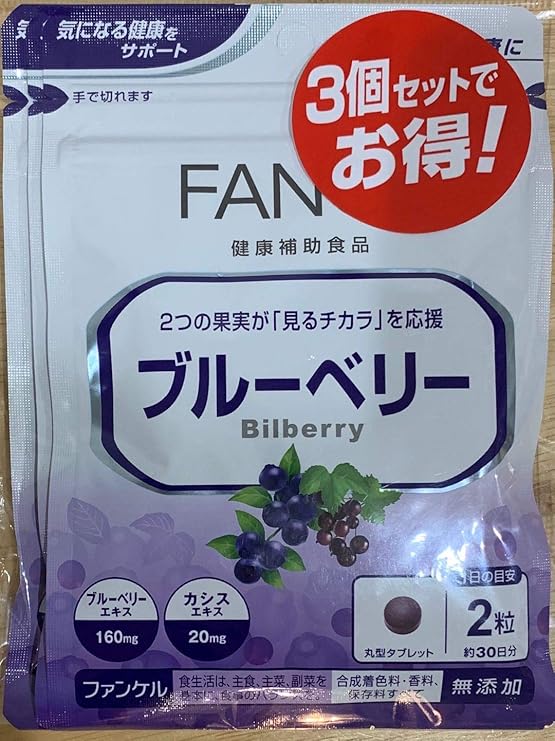 気になる健康を
サポート
手で切れます
3個セットで
お得!
FAN
健康補助食品
2つの果実が「見るチカラ」を応援
ブルーベリー
Bilberry
ブルーベリー
エキス
160mg
カシス
エキス
20mg
丸型タブレット
1日の目安
2粒
約30日分
ファンケル
食生活は、主食、主菜、副菜を
合成着色料・香料、
無添加